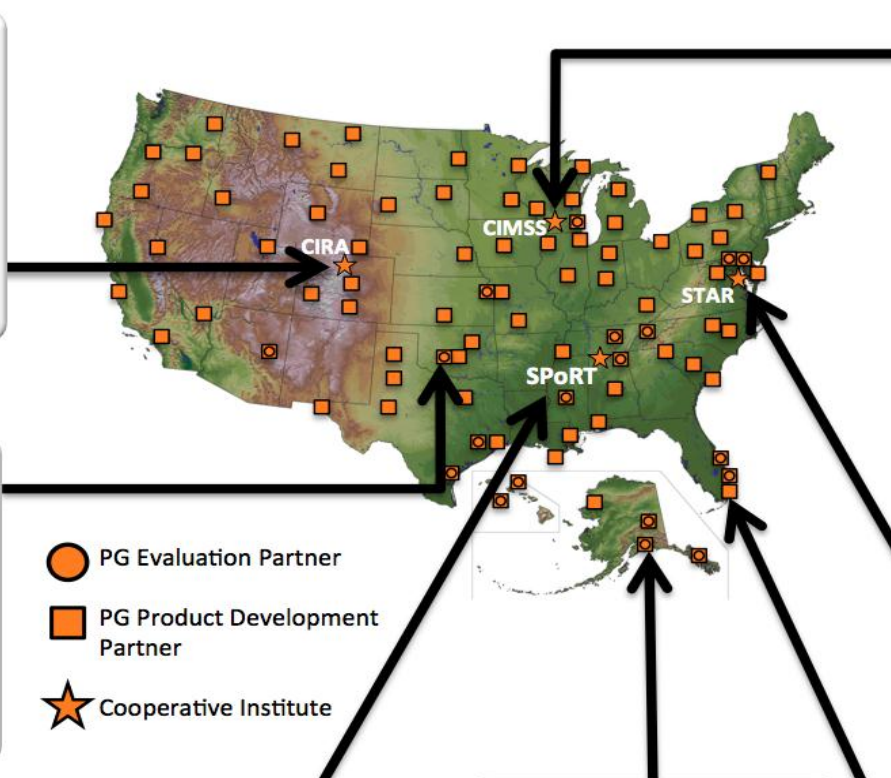 CIMSS
CIRA
STAR
SPoRT
PG Evaluation Partner
PG Product Development
Partner
Cooperative Institute